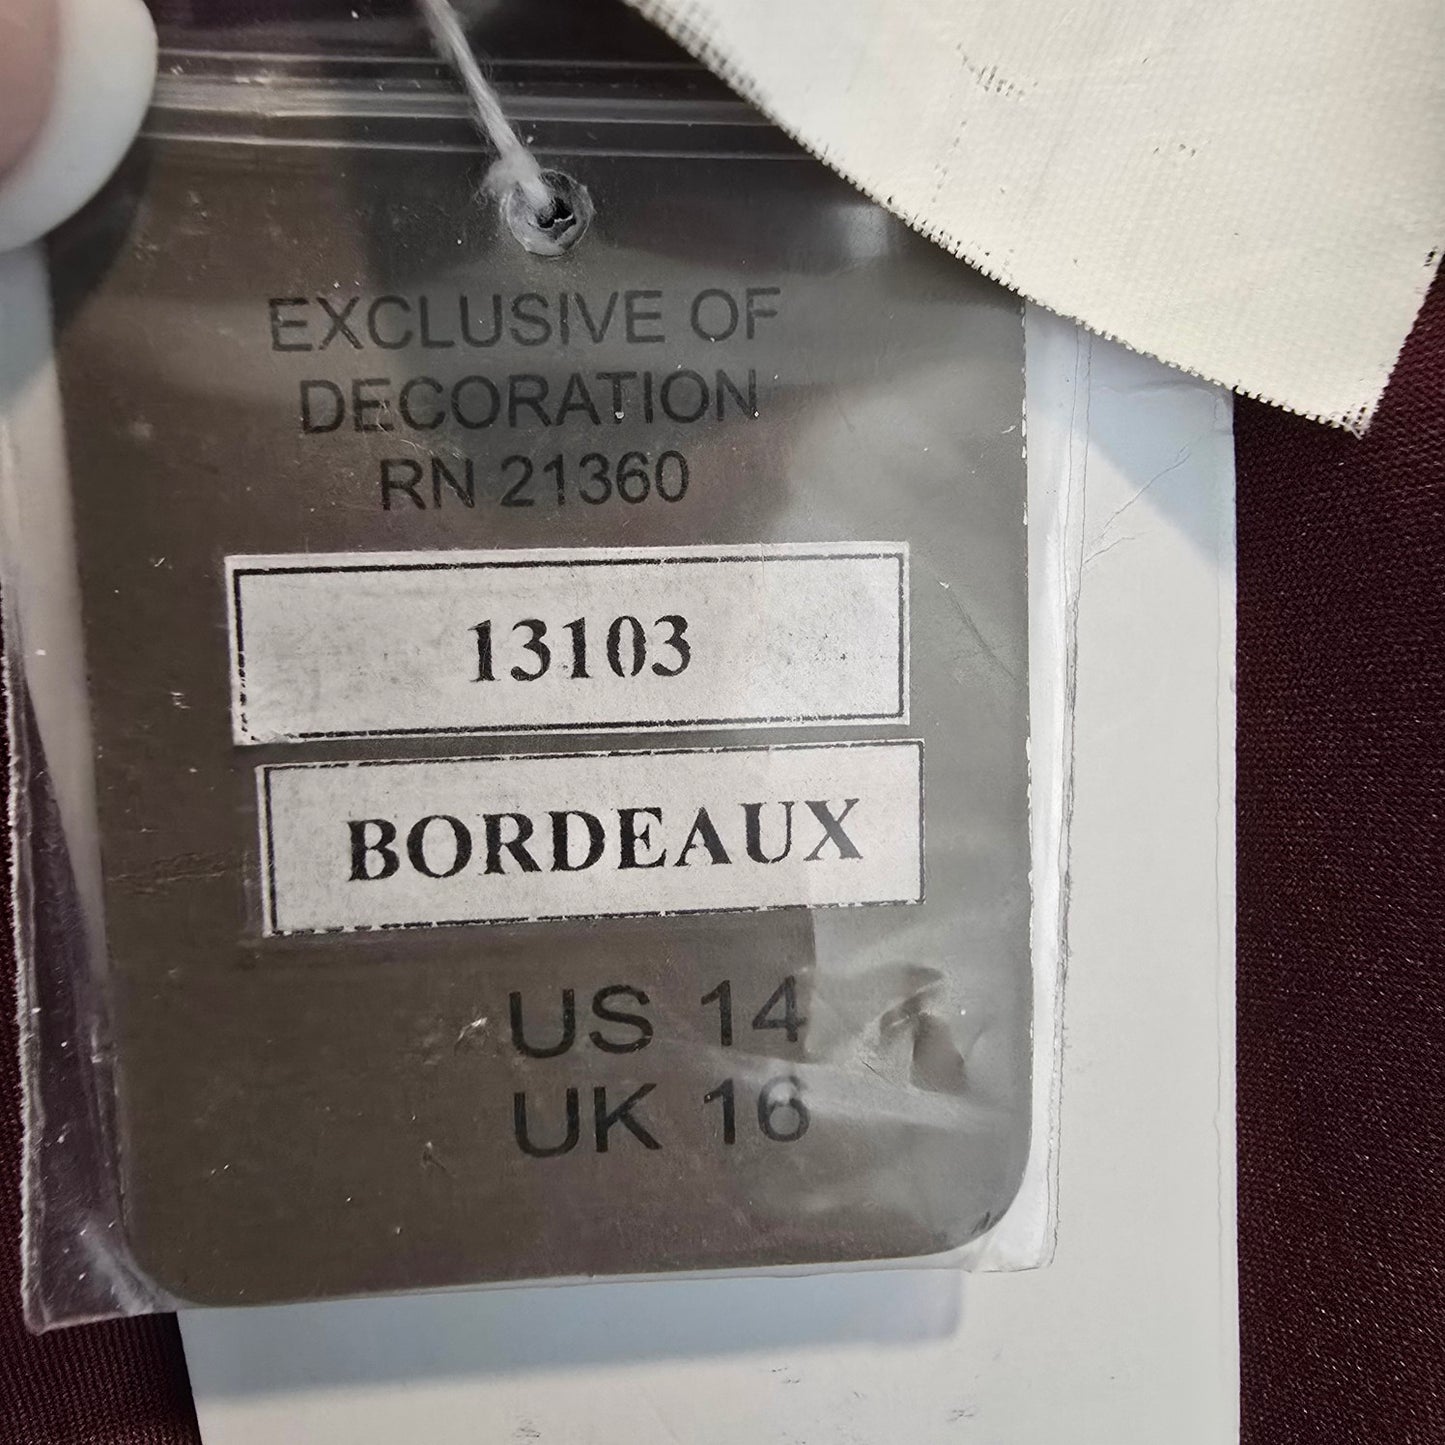 EXCLUSIVE OF
DECORATION
RN 21360
13103
BORDEAUX
US 14
UK 16